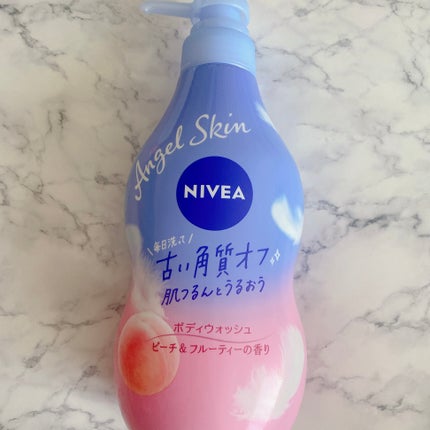 Angel Skin
NIVEA
\毎日洗って/
古い角質オフ
肌つるんとうるおう
ボディウォッシュ
ピーチ&フルーティーの香り